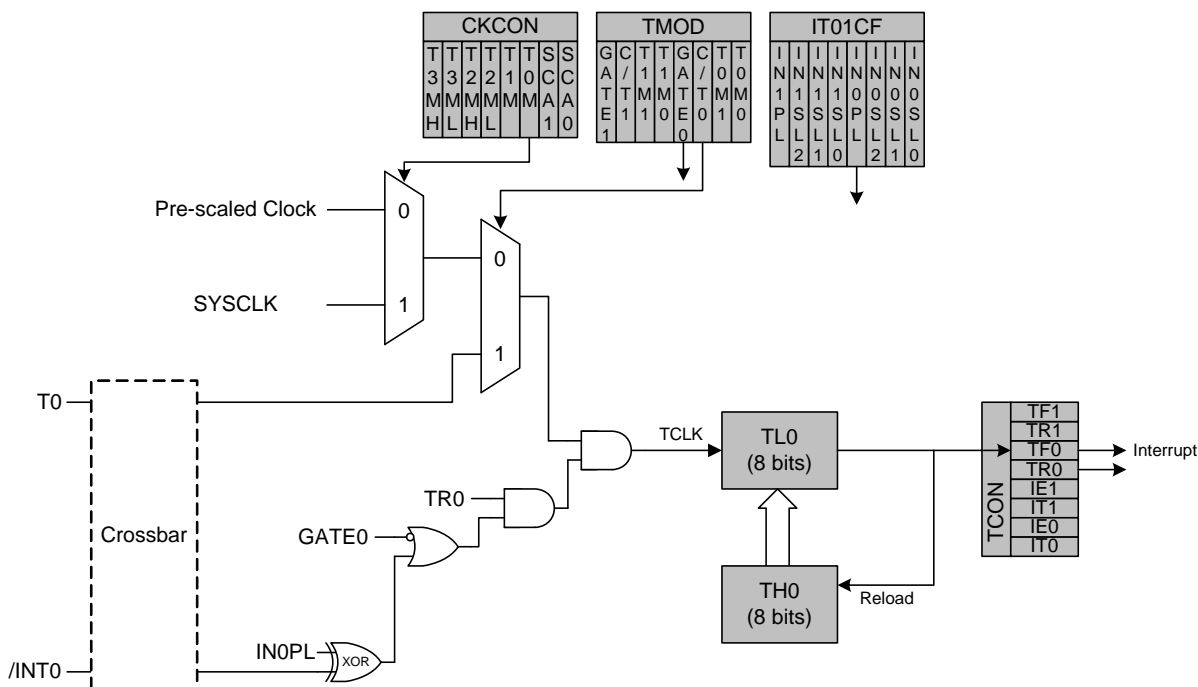 CKCON
T3MH T3ML T2MH T2ML T1M T0M SCA1 SCA0
TMOD
GATE1 C/T1 T1M1 T1M0 GATE0 C/T0 T0M1 T0M0
IT01CF
IN1PL IN1SL2 IN1SL1 IN1SL0 IN0PL IN0SL2 IN0SL1 IN0SL0
Pre-scaled Clock
0
SYSCLK
1
0
1
T0
Crossbar
/INT0
GATE0
TR0
IN0PL
XOR
TCLK
TL0
(8 bits)
TH0
(8 bits)
Reload
TCON
TF1
TR1
TF0
TR0
IE1
IT1
IE0
IT0
Interrupt